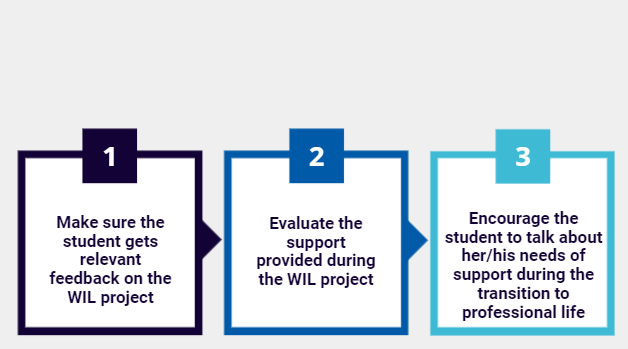 1
Make sure the
student gets
relevant
feedback on the
WIL project
2
Evaluate the
support
provided during
the WIL project
3
Encourage the
student to talk about
her/his needs of
support during the
transition to
professional life